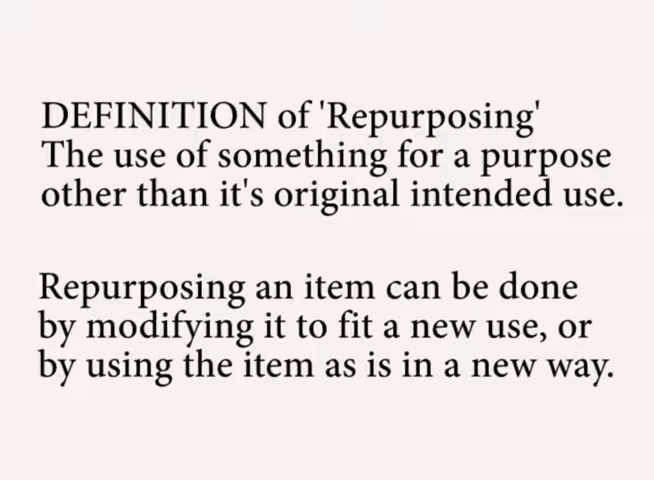 DEFINITION of 'Repurposing'
The use of something for a purpose
other than it's original intended use.
Repurposing an item can be done
by modifying it to fit a new use, or
by using the item as is in a new way.